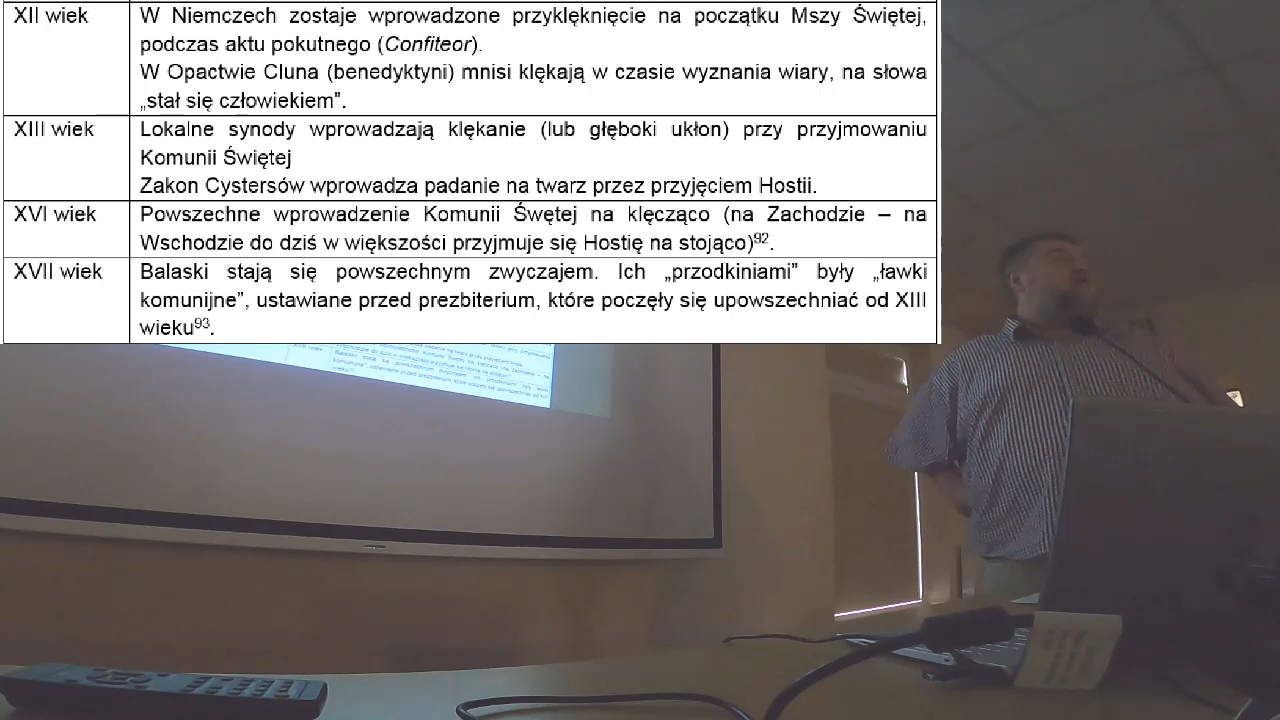 XII wiek
W Niemczech zostaje wprowadzone przyklęknięcie na początku Mszy Świętej,
podczas aktu pokutnego (Confiteor).
W Opactwie Cluna (benedyktyni) mnisi klękają w czasie wyznania wiary, na słowa
„stał się człowiekiem”.
XIII wiek
Lokalne synody wprowadzają klękanie (lub głęboki ukłon) przy przyjmowaniu
Komunii Świętej
Zakon Cystersów wprowadza padanie na twarz przez przyjęciem Hostii.
XVI wiek
Powszechne wprowadzenie Komunii Śwętej na klęcząco (na Zachodzie – na
Wschodzie do dziś w większości przyjmuje się Hostię na stojąco)92.
XVII wiek
Balaski stają się powszechnym zwyczajem. Ich „przodkiniami” były „ławki
komunijne”, ustawiane przed prezbiterium, które poczęły się upowszechniać od XIII
wieku93.